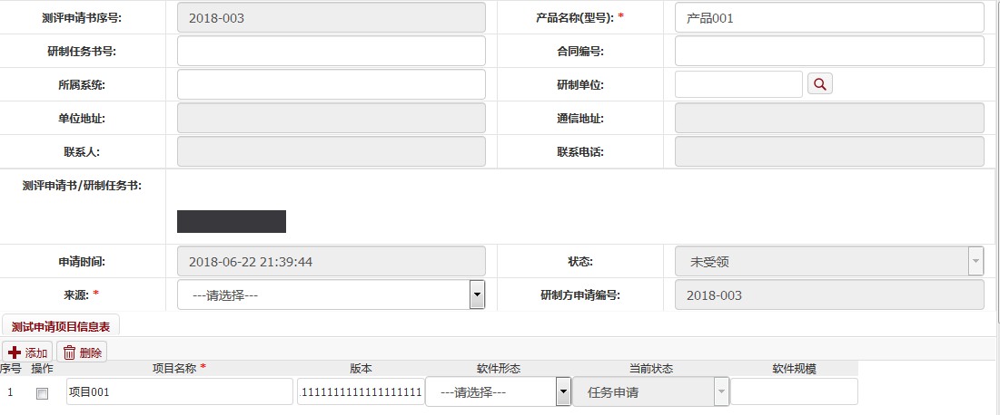 测评申请书序号: 2018-003 产品名称(型号): * 产品001
研制任务书号: 合同编号:
所属系统: 研制单位:
单位地址: 通信地址:
联系人: 联系电话:
测评申请书/研制任务书:
申请时间: 2018-06-22 21:39:44 状态: 未受领
来源: * ---请选择--- 研制方申请编号: 2018-003
测试申请项目信息表
添加 删除
序号 操作 项目名称 * 版本 软件形态 当前状态 软件规模
1 项目001 .1111111111111111111 ---请选择--- 任务申请